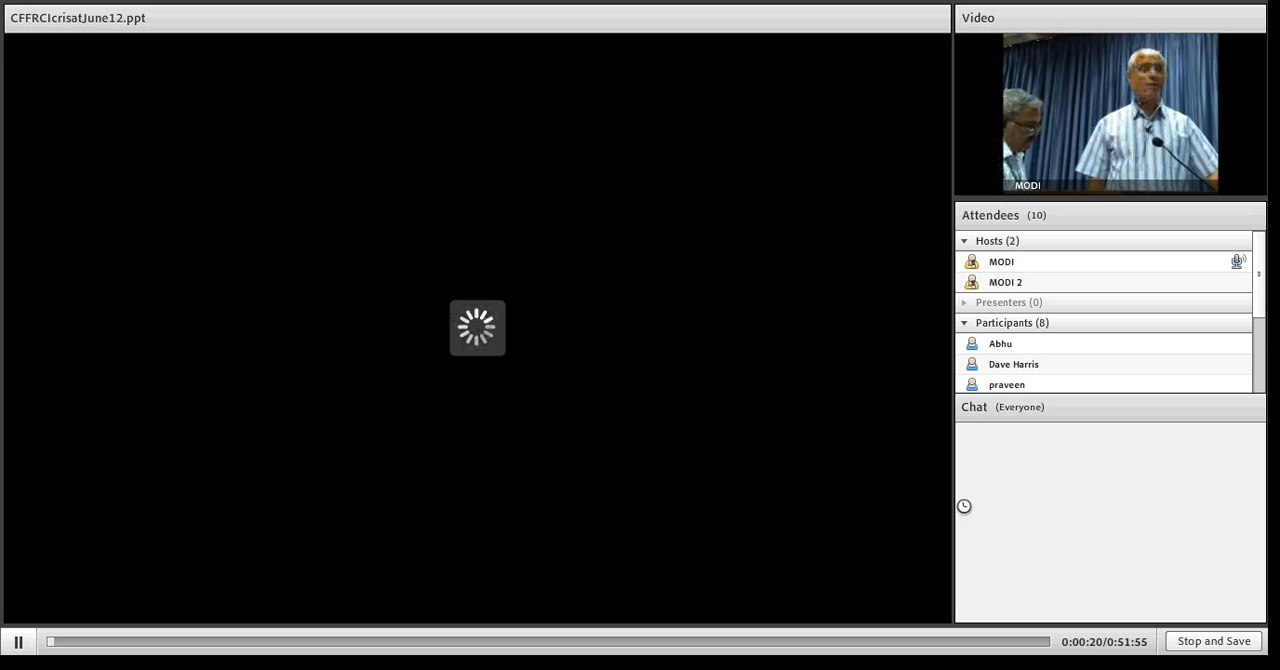 CFFRCIcrisatJune12.ppt
Video
MODI
Attendees (10)
Hosts (2)
MODI
MODI 2
Presenters (0)
Participants (8)
Abhu
Dave Harris
praveen
Chat (Everyone)
0:00:20/0:51:55
Stop and Save